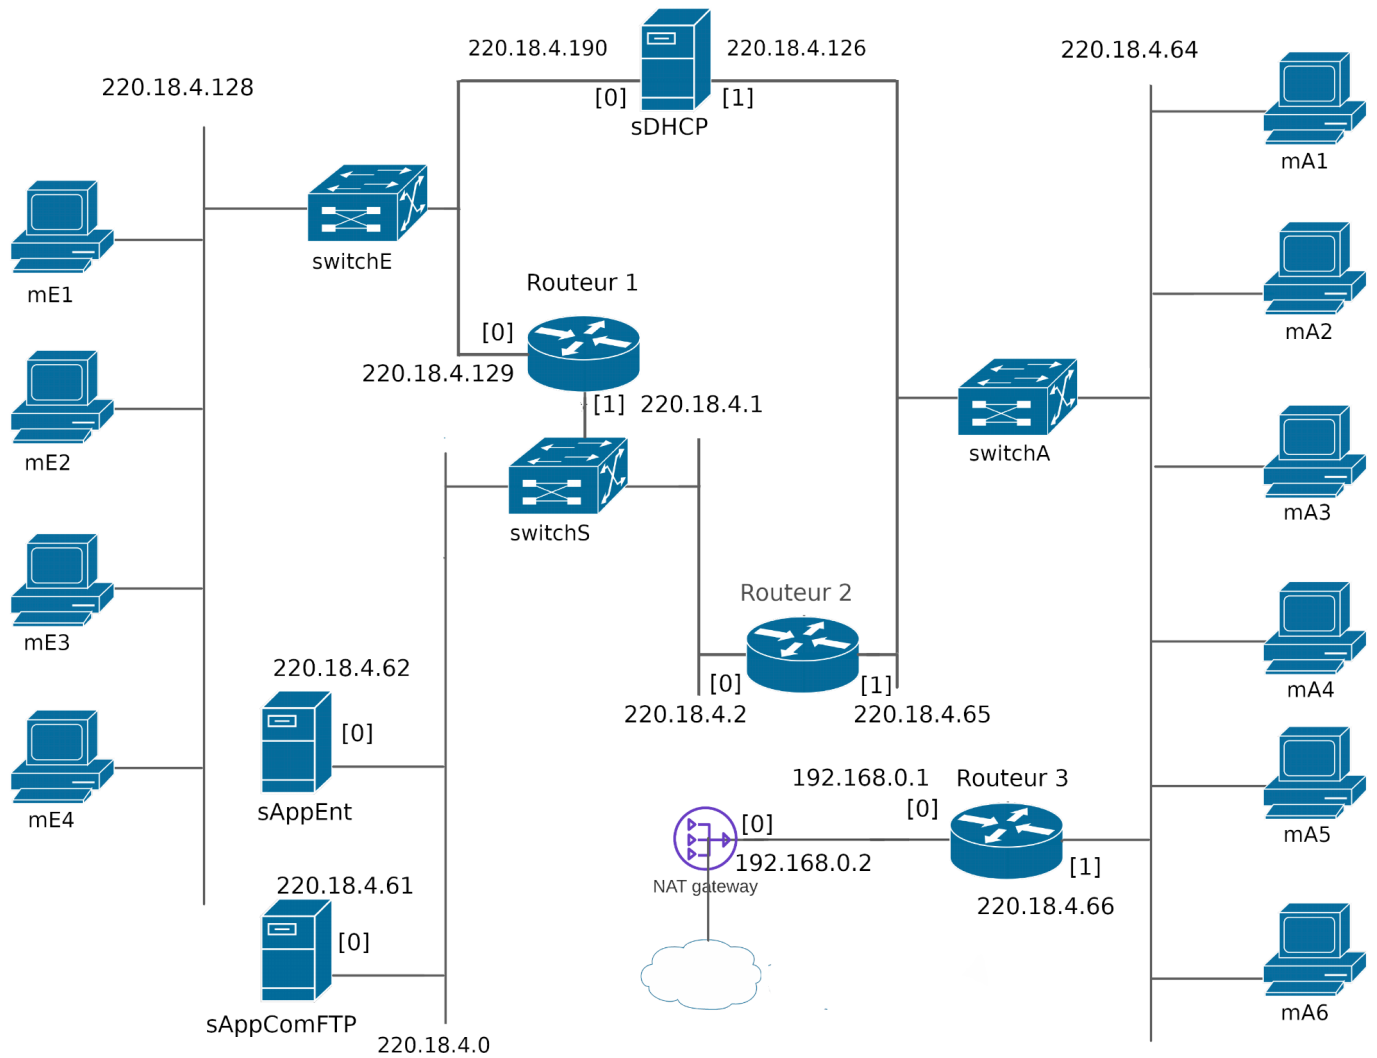 220.18.4.190
220.18.4.126
220.18.4.64
220.18.4.128
[0]
[1]
sDHCP
mA1
switchE
mE1
Routeur 1
[0]
220.18.4.129
[1] 220.18.4.1
mA2
mE2
switchA
switchS
mA3
Routeur 2
mE3
220.18.4.62
[0]
[1]
220.18.4.2
220.18.4.65
mA4
[0]
sAppEnt
mE4
192.168.0.1
Routeur 3
[0]
[0]
192.168.0.2
NAT gateway
[1]
220.18.4.66
mA5
220.18.4.61
[0]
sAppComFTP
220.18.4.0
mA6